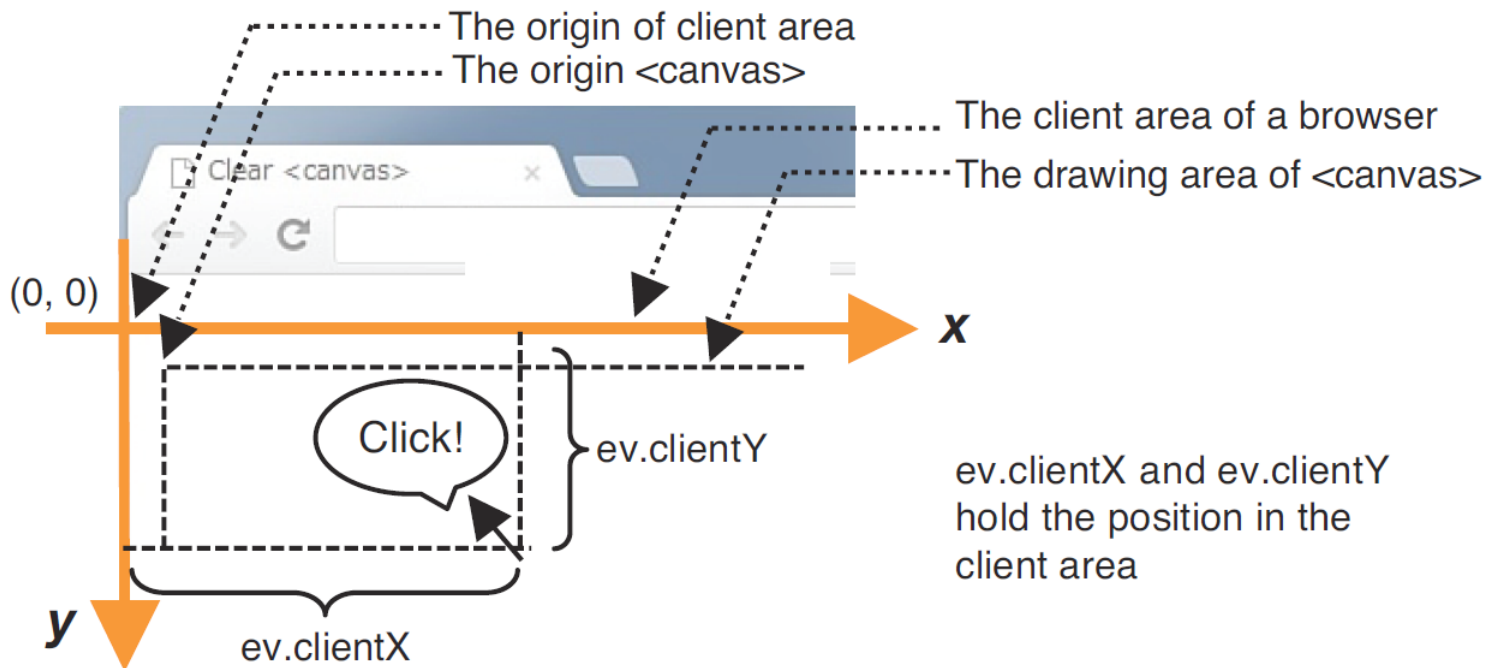 The origin of client area
The origin <canvas>
The client area of a browser
Clear <canvas>
×
The drawing area of <canvas>
(0, 0)
x
Click!
ev.clientY
ev.clientX and ev.clientY
hold the position in the
client area
y
ev.clientX